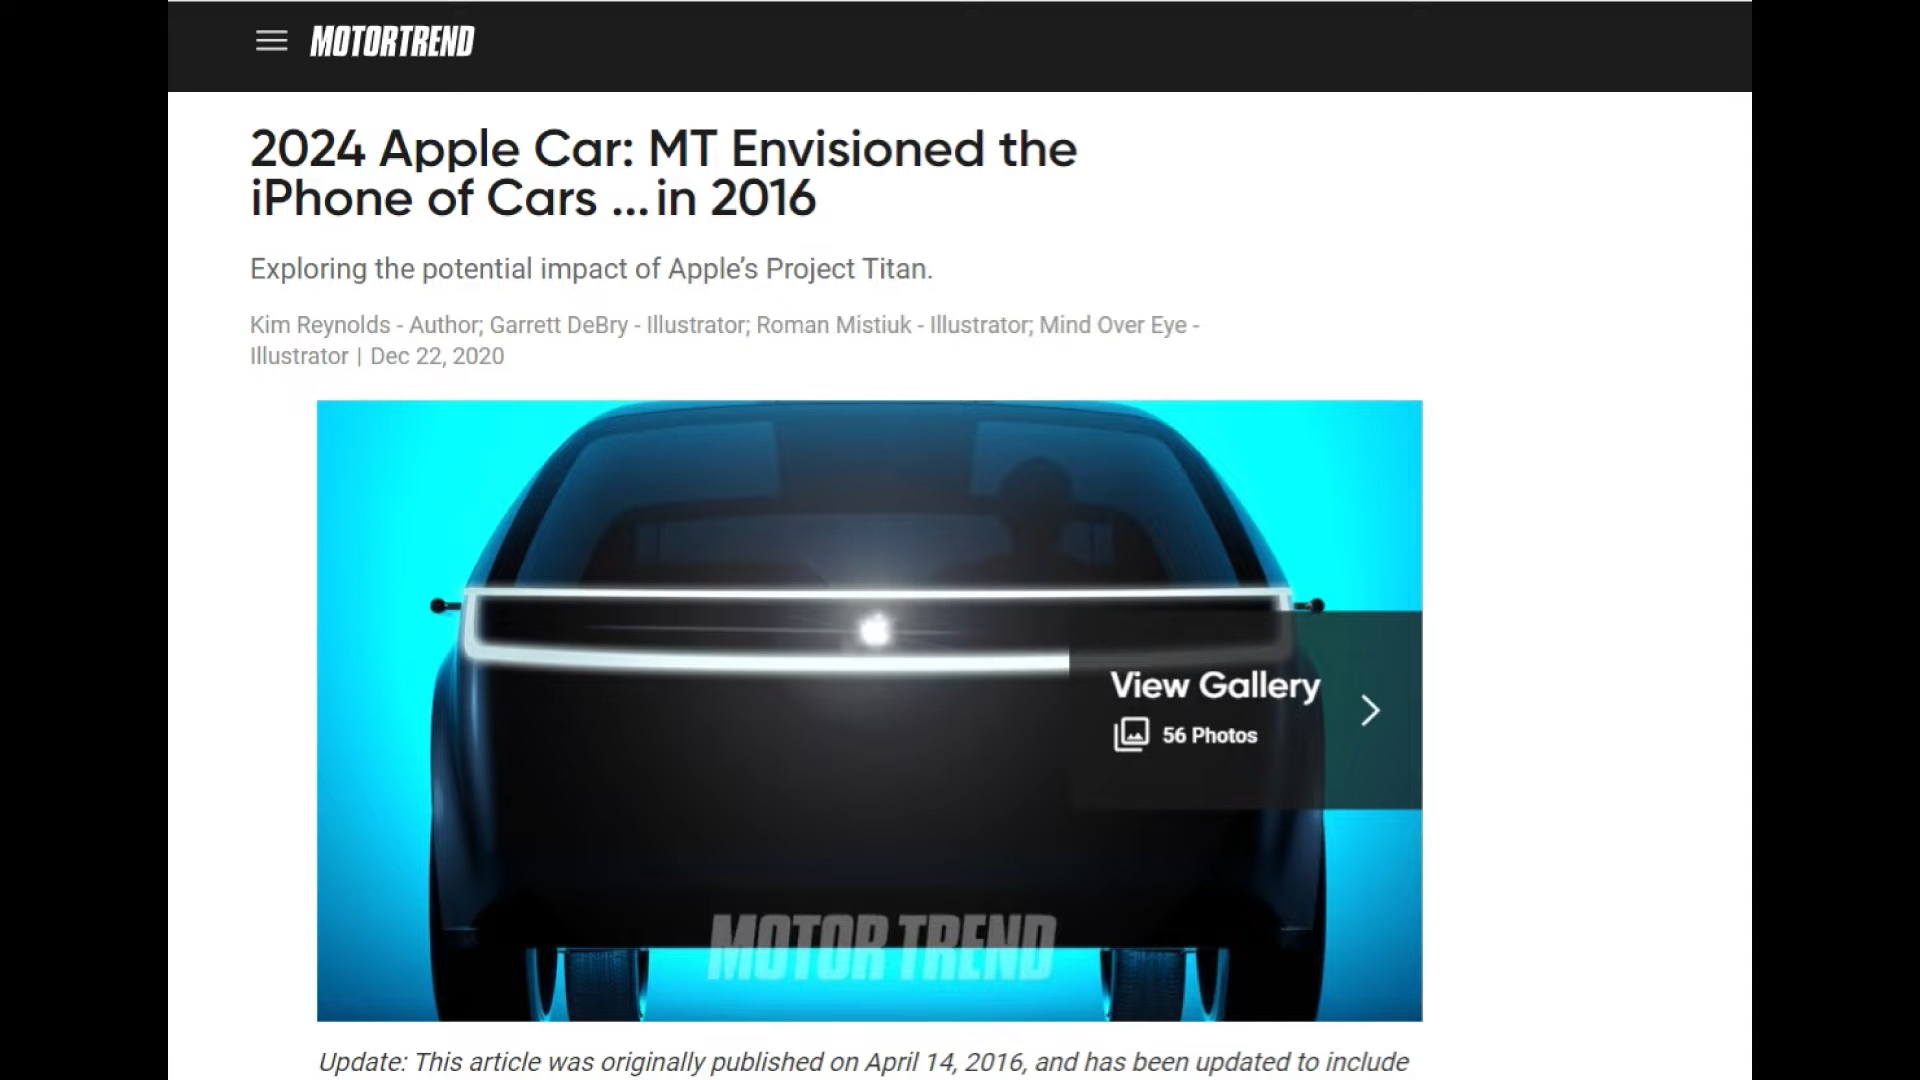 MOTORTREND
2024 Apple Car: MT Envisioned the
iPhone of Cars ... in 2016
Exploring the potential impact of Apple’s Project Titan.
Kim Reynolds - Author; Garrett DeBry - Illustrator; Roman Mistiuk - Illustrator; Mind Over Eye -
Illustrator | Dec 22, 2020
View Gallery
56 Photos
MOTOR TREND
Update: This article was originally published on April 14, 2016, and has been updated to include